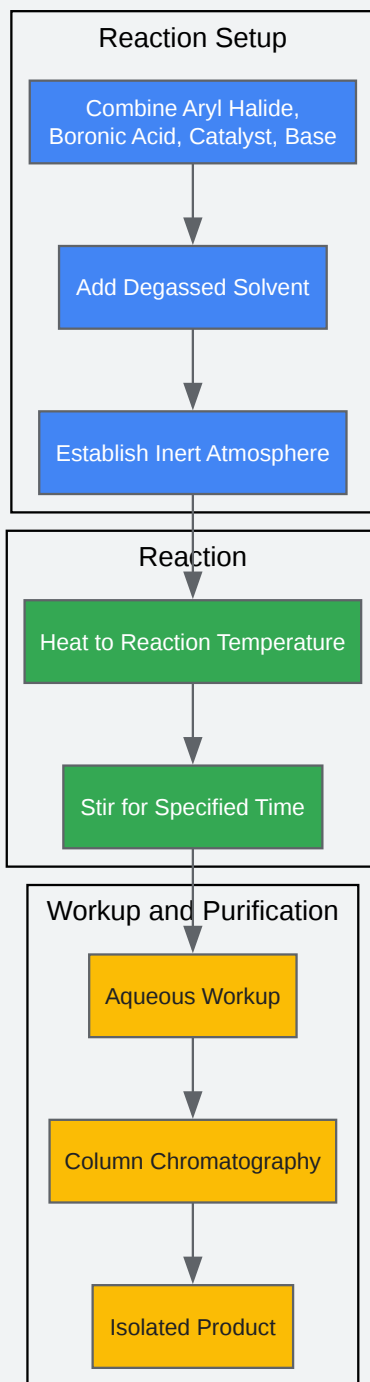 Reaction Setup
Combine Aryl Halide,
Boronic Acid, Catalyst, Base
Add Degassed Solvent
Establish Inert Atmosphere
Reaction
Heat to Reaction Temperature
Stir for Specified Time
Workup and Purification
Aqueous Workup
Column Chromatography
Isolated Product